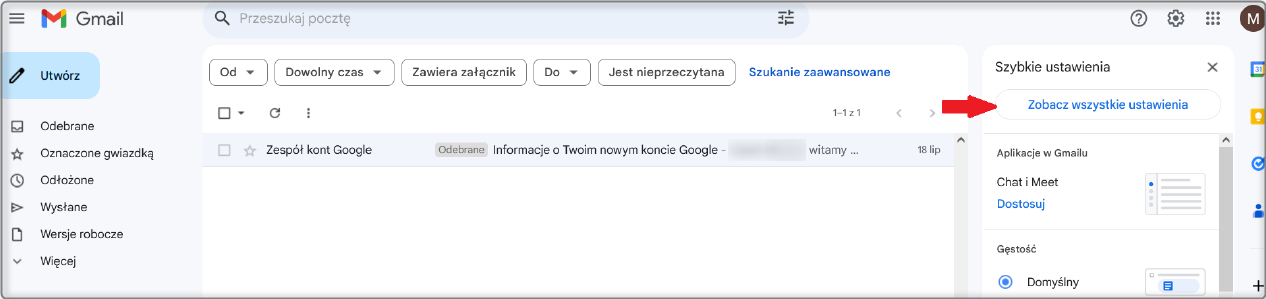 Gmail
Przeszukaj pocztę
M
Utwórz
Odebrane
Oznaczone gwiazdką
Odłożone
Wysłane
Wersje robocze
Więcej
Od
Dowolny czas
Zawiera załącznik
Do
Jest nieprzeczytana
Szukanie zaawansowane
1–1 z 1
Zespół kont Google Odebrane Informacje o Twoim nowym koncie Google - witamy ... 18 lip
Szybkie ustawienia
Zobacz wszystkie ustawienia
Aplikacje w Gmailu
Chat i Meet
Dostosuj
Gęstość
Domyślny
31